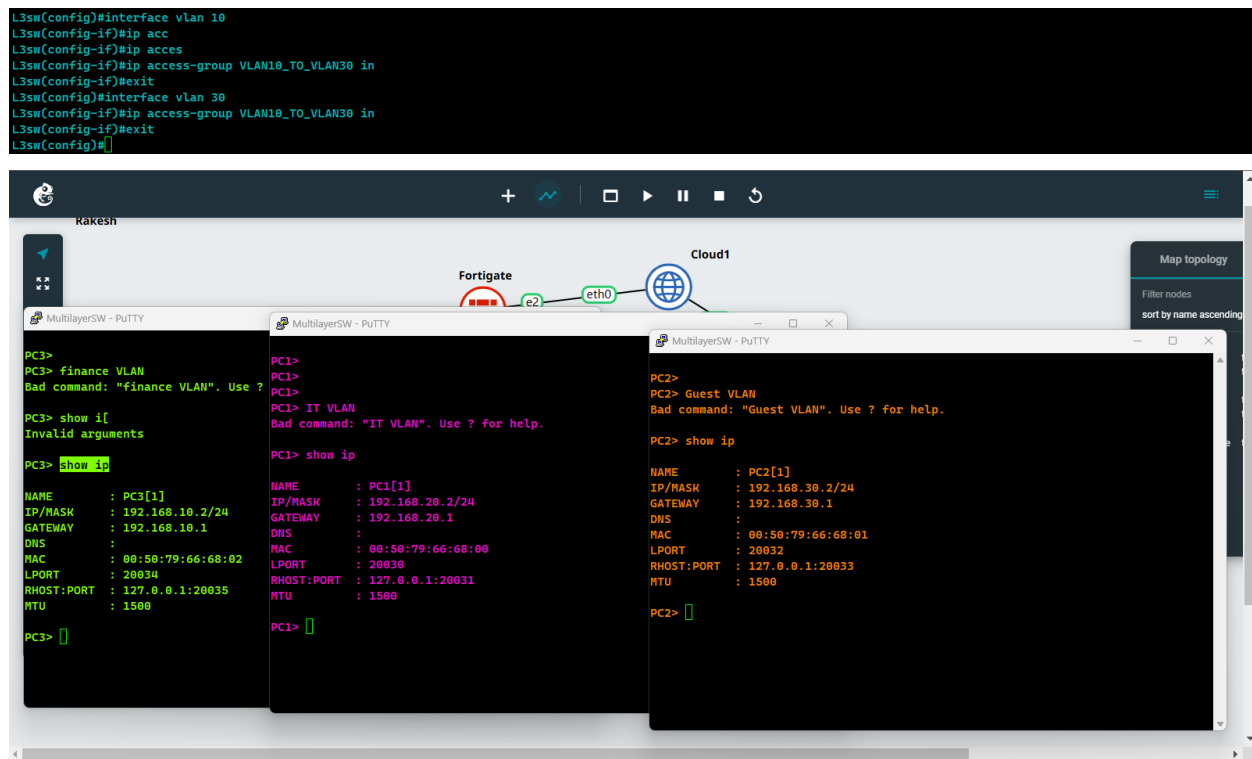 L3sw(config)#interface vlan 10
L3sw(config-if)#ip acc
L3sw(config-if)#ip acces
L3sw(config-if)#ip access-group VLAN10_TO_VLAN30 in
L3sw(config-if)#exit
L3sw(config)#interface vlan 30
L3sw(config-if)#ip access-group VLAN10_TO_VLAN30 in
L3sw(config-if)#exit
L3sw(config)#
Rakesh
Cloud1
Fortigate
e2
eth0
Map topology
Filter nodes
sort by name ascending
MultilayerSW - PuTTY
PC3>
PC3> finance VLAN
Bad command: "finance VLAN". Use ?
PC3> show i[
Invalid arguments
PC3> show ip
NAME : PC3[1]
IP/MASK : 192.168.10.2/24
GATEWAY : 192.168.10.1
DNS :
MAC : 00:50:79:66:68:02
LPORT : 20034
RHOST:PORT : 127.0.0.1:20035
MTU : 1500
PC3>
MultilayerSW - PuTTY
PC1>
PC1>
PC1>
PC1> IT VLAN
Bad command: "IT VLAN". Use ? for help.
PC1> show ip
NAME : PC1[1]
IP/MASK : 192.168.20.2/24
GATEWAY : 192.168.20.1
DNS :
MAC : 00:50:79:66:68:00
LPORT : 20030
RHOST:PORT : 127.0.0.1:20031
MTU : 1500
PC1>
MultilayerSW - PuTTY
PC2>
PC2> Guest VLAN
Bad command: "Guest VLAN". Use ? for help.
PC2> show ip
NAME : PC2[1]
IP/MASK : 192.168.30.2/24
GATEWAY : 192.168.30.1
DNS :
MAC : 00:50:79:66:68:01
LPORT : 20032
RHOST:PORT : 127.0.0.1:20033
MTU : 1500
PC2>